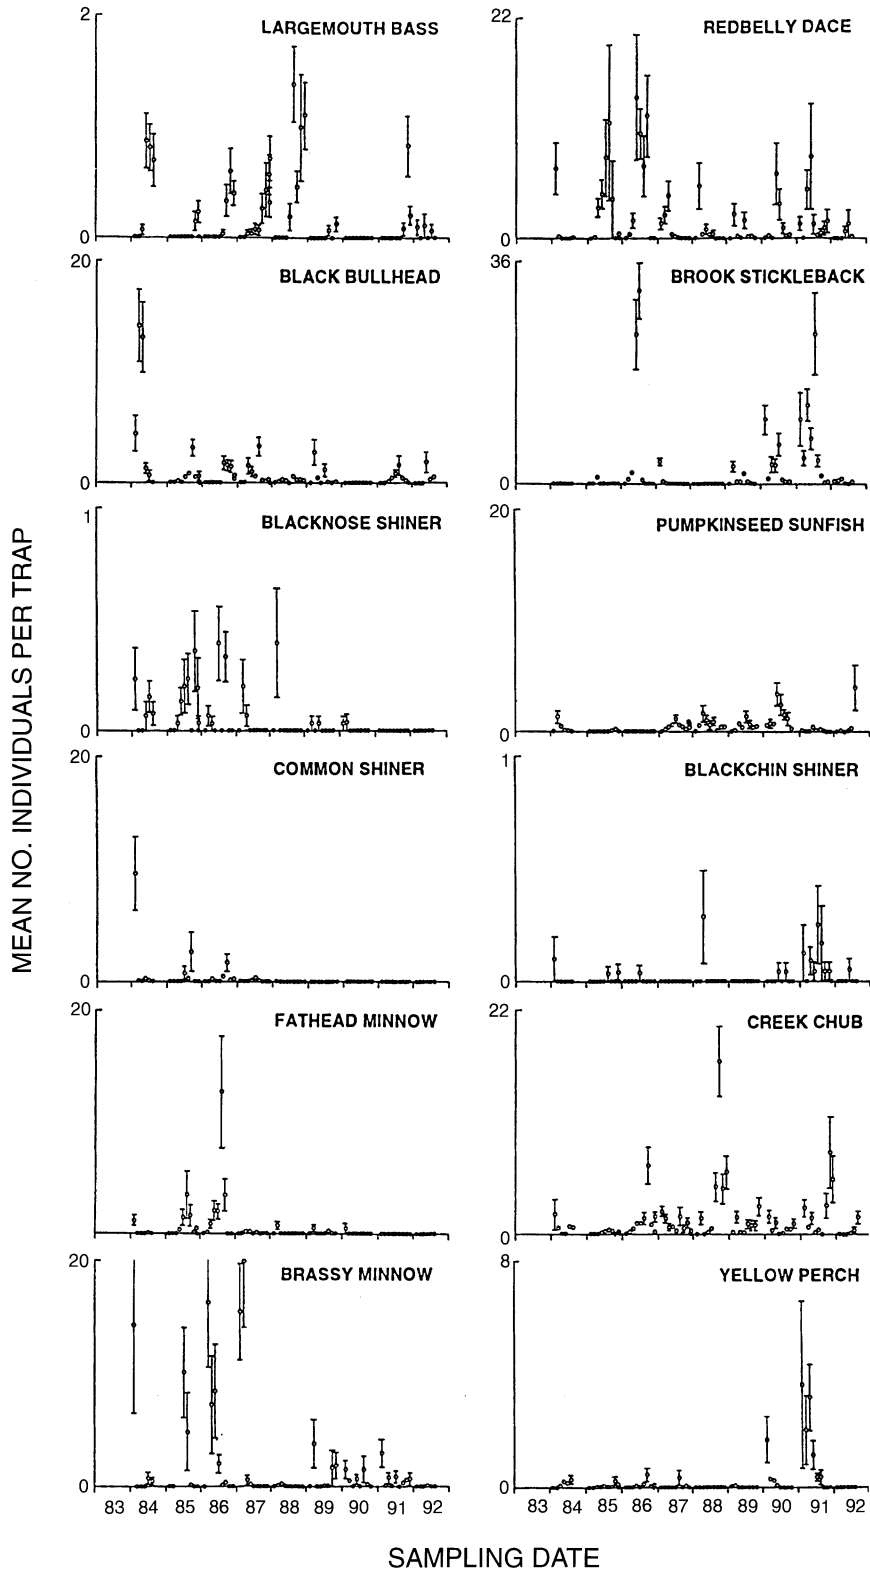 2
LARGEMOUTH BASS
0
22
REDBELLY DACE
0
20
BLACK BULLHEAD
0
36
BROOK STICKLEBACK
0
1
BLACKNOSE SHINER
0
20
PUMPKINSEED SUNFISH
0
20
COMMON SHINER
0
1
BLACKCHIN SHINER
0
20
FATHEAD MINNOW
0
22
CREEK CHUB
0
20
BRASSY MINNOW
0
8
YELLOW PERCH
0
83 84 85 86 87 88 89 90 91 92
83 84 85 86 87 88 89 90 91 92
MEAN NO. INDIVIDUALS PER TRAP
SAMPLING DATE